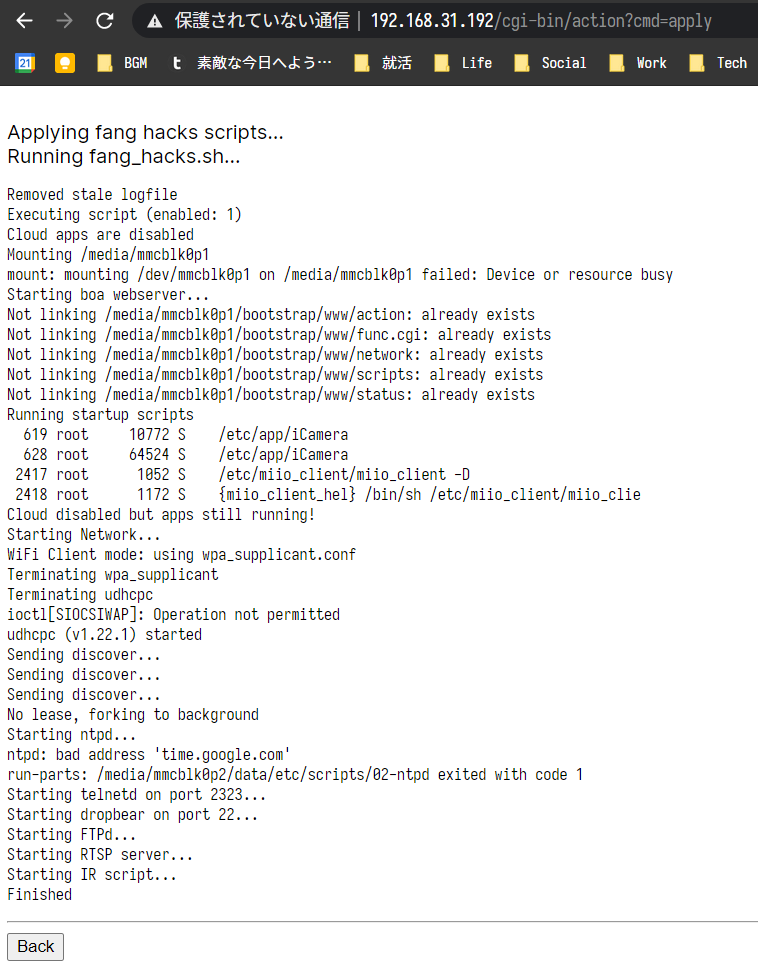 保護されていない通信 | 192.168.31.192/cgi-bin/action?cmd=apply
21 BGM t 素敵な今日へよう… 就活 Life Social Work Tech
Applying fang hacks scripts...
Running fang_hacks.sh...
Removed stale logfile
Executing script (enabled: 1)
Cloud apps are disabled
Mounting /media/mmcblk0p1
mount: mounting /dev/mmcblk0p1 on /media/mmcblk0p1 failed: Device or resource busy
Starting boa webserver...
Not linking /media/mmcblk0p1/bootstrap/www/action: already exists
Not linking /media/mmcblk0p1/bootstrap/www/func.cgi: already exists
Not linking /media/mmcblk0p1/bootstrap/www/network: already exists
Not linking /media/mmcblk0p1/bootstrap/www/scripts: already exists
Not linking /media/mmcblk0p1/bootstrap/www/status: already exists
Running startup scripts
619 root 10772 S /etc/app/iCamera
628 root 64524 S /etc/app/iCamera
2417 root 1052 S /etc/miio_client/miio_client -D
2418 root 1172 S {miio_client_hel} /bin/sh /etc/miio_client/miio_clie
Cloud disabled but apps still running!
Starting Network...
WiFi Client mode: using wpa_supplicant.conf
Terminating wpa_supplicant
Terminating udhcpc
ioctl[SIOCSIWAP]: Operation not permitted
udhcpc (v1.22.1) started
Sending discover...
Sending discover...
Sending discover...
No lease, forking to background
Starting ntpd...
ntpd: bad address 'time.google.com'
run-parts: /media/mmcblk0p2/data/etc/scripts/02-ntpd exited with code 1
Starting telnetd on port 2323...
Starting dropbear on port 22...
Starting FTPd...
Starting RTSP server...
Starting IR script...
Finished
Back